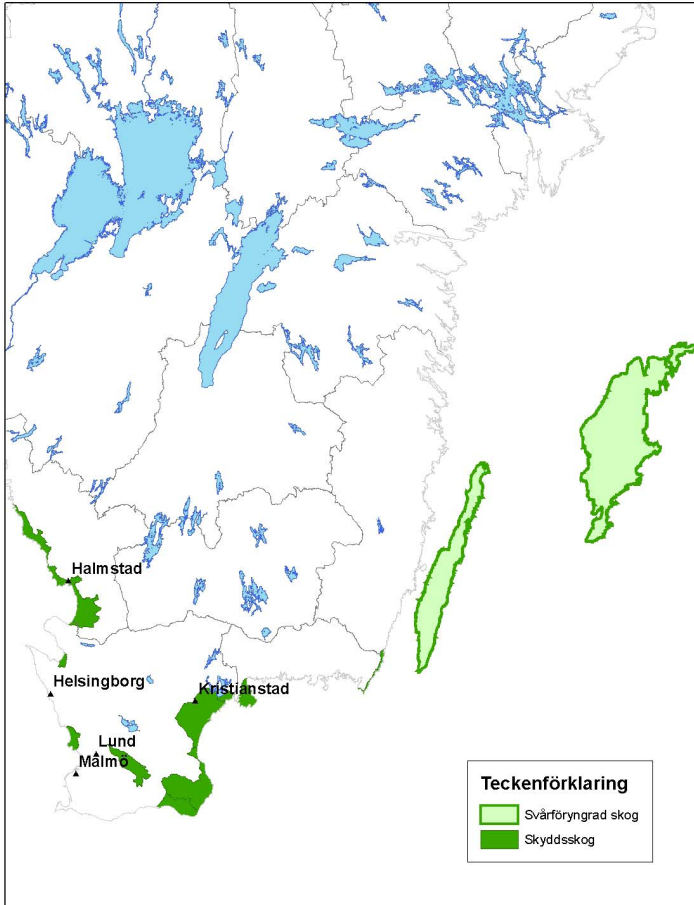 Halmstad
Helsingborg
Kristianstad
Lund
Malmö
Teckenförklaring
Svårföryngrad skog
Skyddsskog